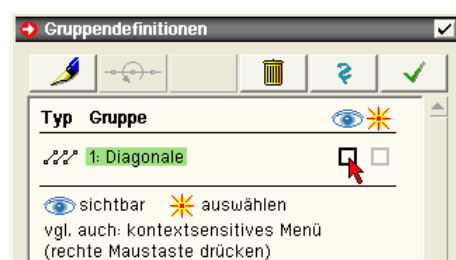 Gruppendefinitionen
Typ Gruppe
1: Diagonale
sichtbar auswählen
vgl. auch: kontextsensitives Menü
(rechte Maustaste drücken)